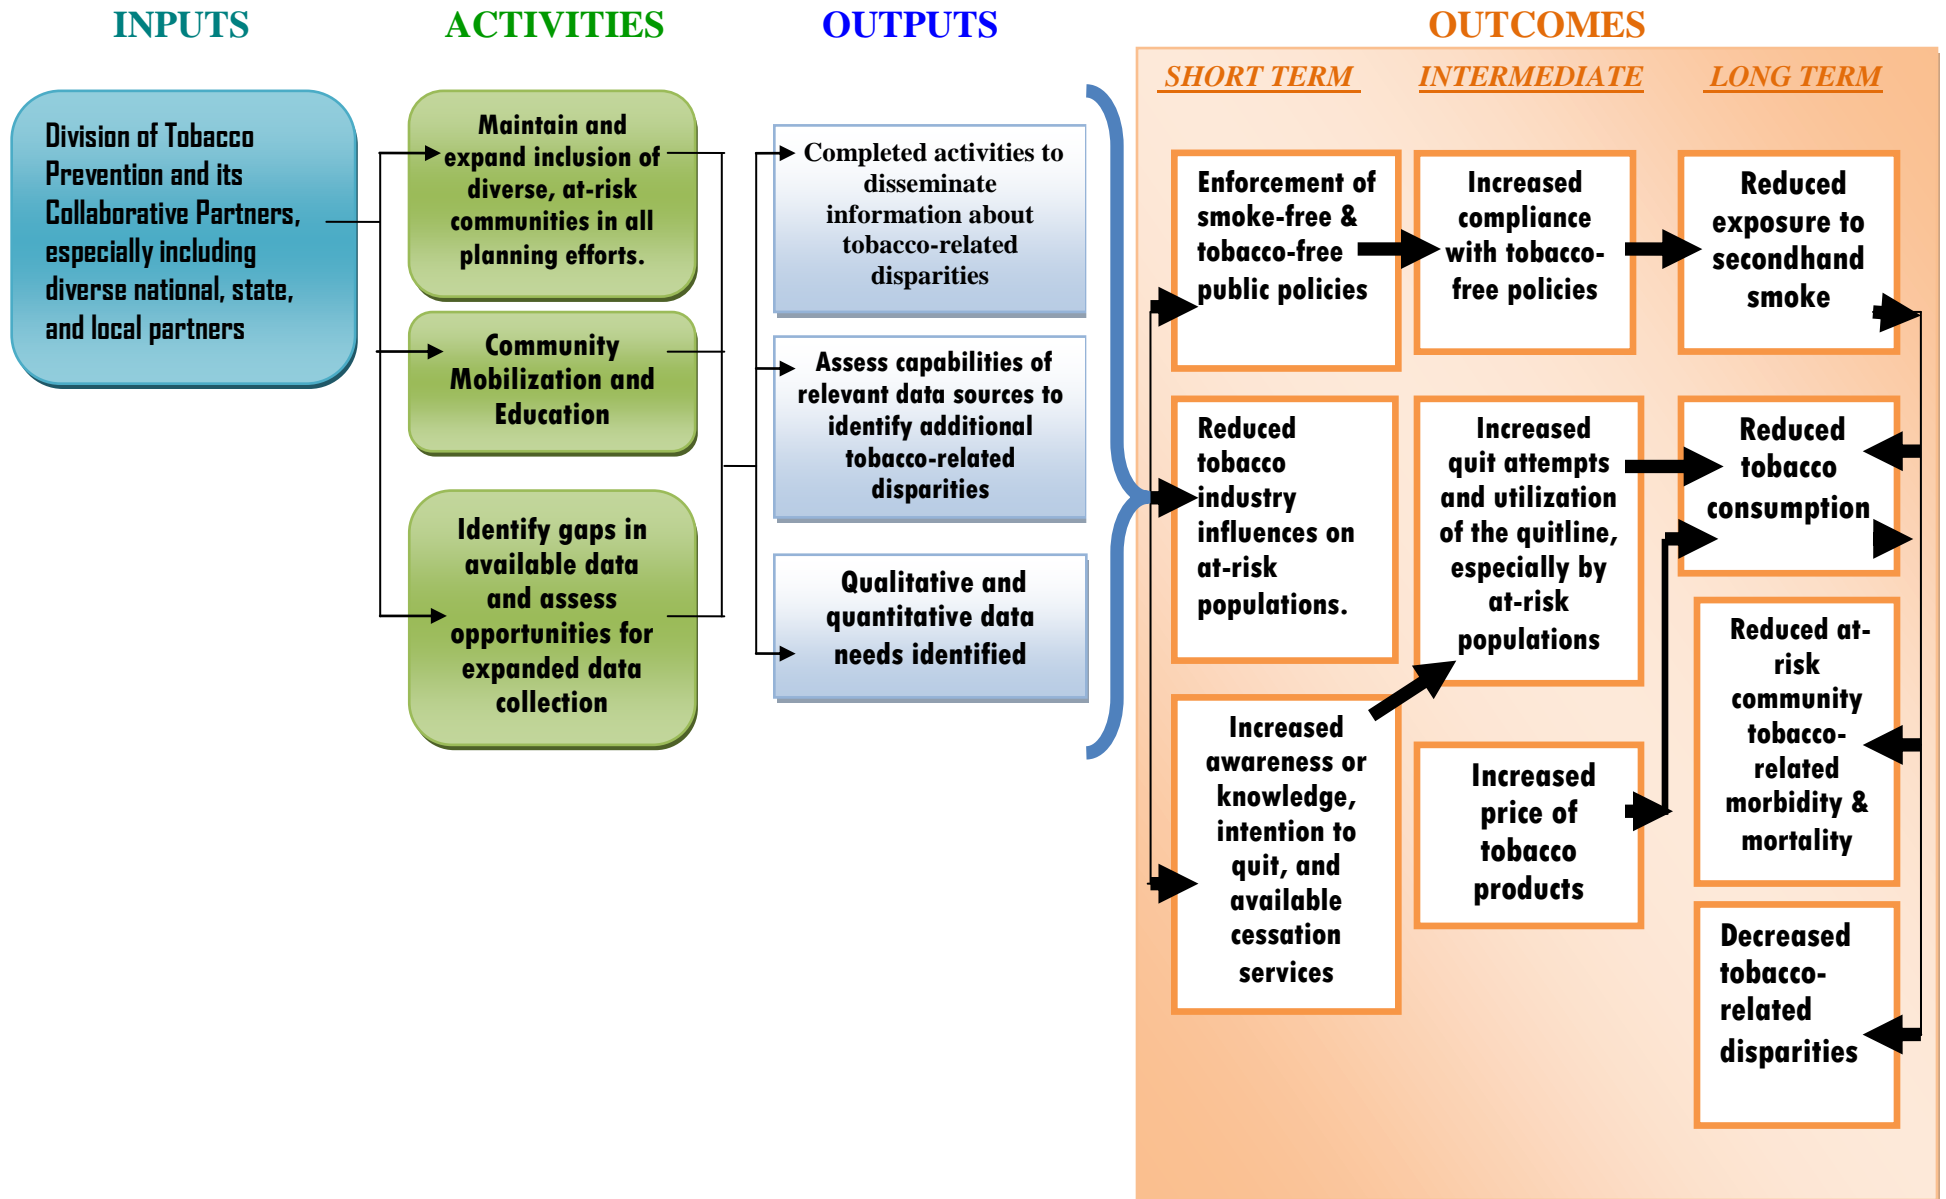 INPUTS
ACTIVITIES
OUTPUTS
OUTCOMES
SHORT TERM
INTERMEDIATE
LONG TERM
Division of Tobacco
Prevention and its
Collaborative Partners,
especially including
diverse national, state,
and local partners
Maintain and
expand inclusion of
diverse, at-risk
communities in all
planning efforts.
Community
Mobilization and
Education
Identify gaps in
available data
and assess
opportunities for
expanded data
collection
Completed activities to
disseminate
information about
tobacco-related
disparities
Assess capabilities of
relevant data sources to
identify additional
tobacco-related
disparities
Qualitative and
quantitative data
needs identified
Enforcement of
smoke-free &
tobacco-free
public policies
Reduced
tobacco
industry
influences on
at-risk
populations.
Increased
awareness or
knowledge,
intention to
quit, and
available
cessation
services
Increased
compliance
with tobacco-
free policies
Increased
quit attempts
and utilization
of the quitline,
especially by
at-risk
populations
Increased
price of
tobacco
products
Reduced
exposure to
secondhand
smoke
Reduced
tobacco
consumption
Reduced at-
risk
community
tobacco-
related
morbidity &
mortality
Decreased
tobacco-
related
disparities